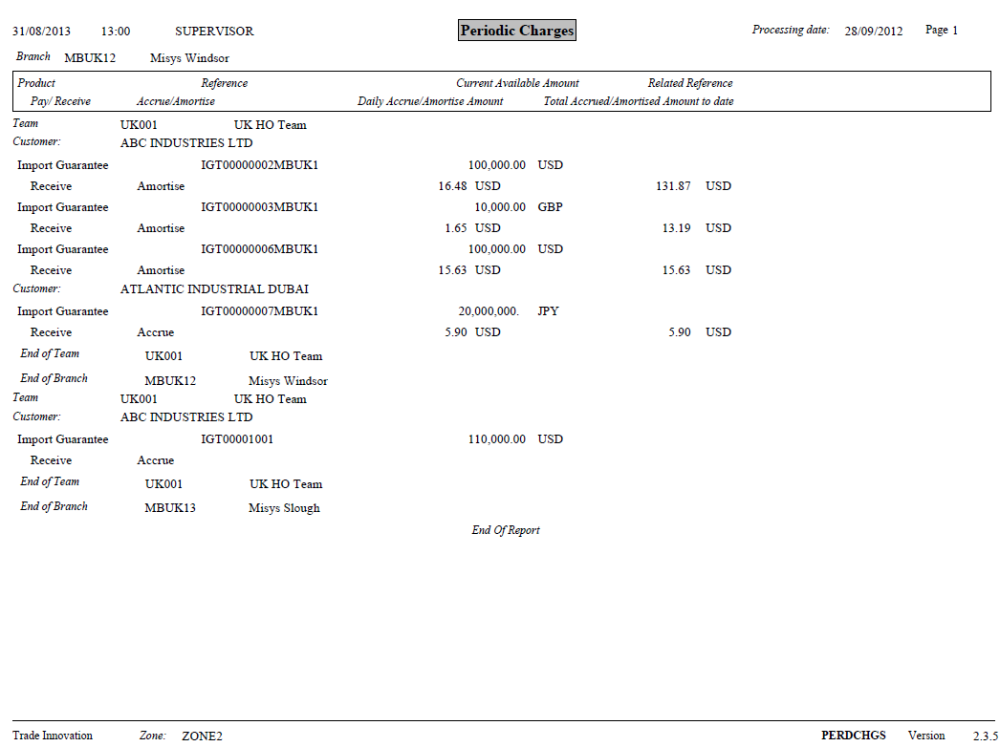 31/08/2013 13:00 SUPERVISOR Periodic Charges Processing date: 28/09/2012 Page 1
Branch MBUK12 Misys Windsor
Product Reference Current Available Amount Related Reference
Pay/ Receive Accrue/Amortise Daily Accrue/Amortise Amount Total Accrued/Amortised Amount to date
Team UK001 UK HO Team
Customer: ABC INDUSTRIES LTD
Import Guarantee IGT00000002MBUK1 100,000.00 USD
Receive Amortise 16.48 USD 131.87 USD
Import Guarantee IGT00000003MBUK1 10,000.00 GBP
Receive Amortise 1.65 USD 13.19 USD
Import Guarantee IGT00000006MBUK1 100,000.00 USD
Receive Amortise 15.63 USD 15.63 USD
Customer: ATLANTIC INDUSTRIAL DUBAI
Import Guarantee IGT00000007MBUK1 20,000,000. JPY
Receive Accrue 5.90 USD 5.90 USD
End of Team UK001 UK HO Team
End of Branch MBUK12 Misys Windsor
Team UK001 UK HO Team
Customer: ABC INDUSTRIES LTD
Import Guarantee IGT00001001 110,000.00 USD
Receive Accrue
End of Team UK001 UK HO Team
End of Branch MBUK13 Misys Slough
End Of Report
Trade Innovation Zone: ZONE2 PERDCHGS Version 2.3.5